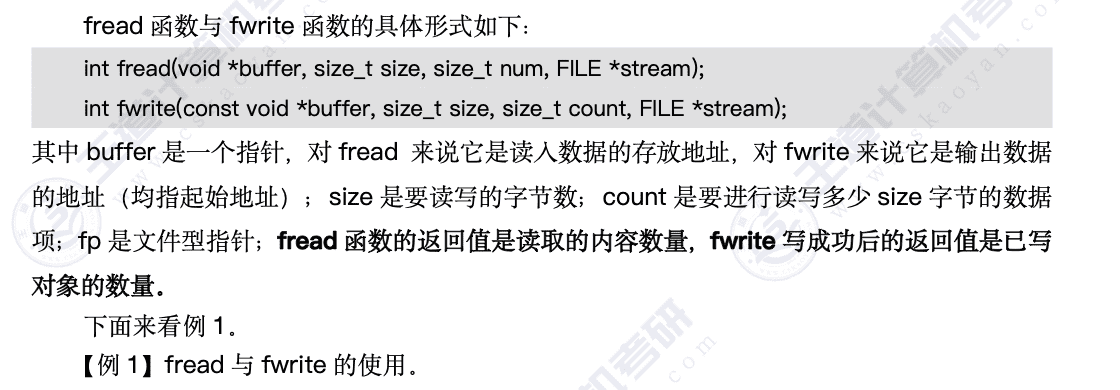 fread 函数与 fwrite 函数的具体形式如下：
int fread(void *buffer, size_t size, size_t num, FILE *stream);
int fwrite(const void *buffer, size_t size, size_t count, FILE *stream);
其中 buffer 是一个指针，对 fread 来说它是读入数据的存放地址，对 fwrite 来说它是输出数据
的地址（均指起始地址）；size 是要读写的字节数；count 是要进行读写多少 size 字节的数据
项；fp 是文件型指针；fread 函数的返回值是读取的内容数量，fwrite 写成功后的返回值是已写
对象的数量。
下面来看例 1。
【例 1】fread 与 fwrite 的使用。